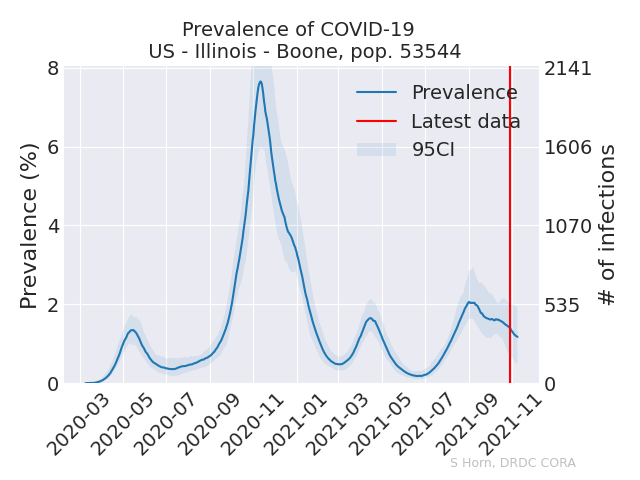 Prevalence of COVID-19
US - Illinois - Boone, pop. 53544
Prevalence (%)
8
6
4
2
0
2141
1606
1070
535
0
# of infections
Prevalence
Latest data
95CI
2020-03
2020-05
2020-07
2020-09
2020-11
2021-01
2021-03
2021-05
2021-07
2021-09
2021-11
S Horn, DRDC CORA